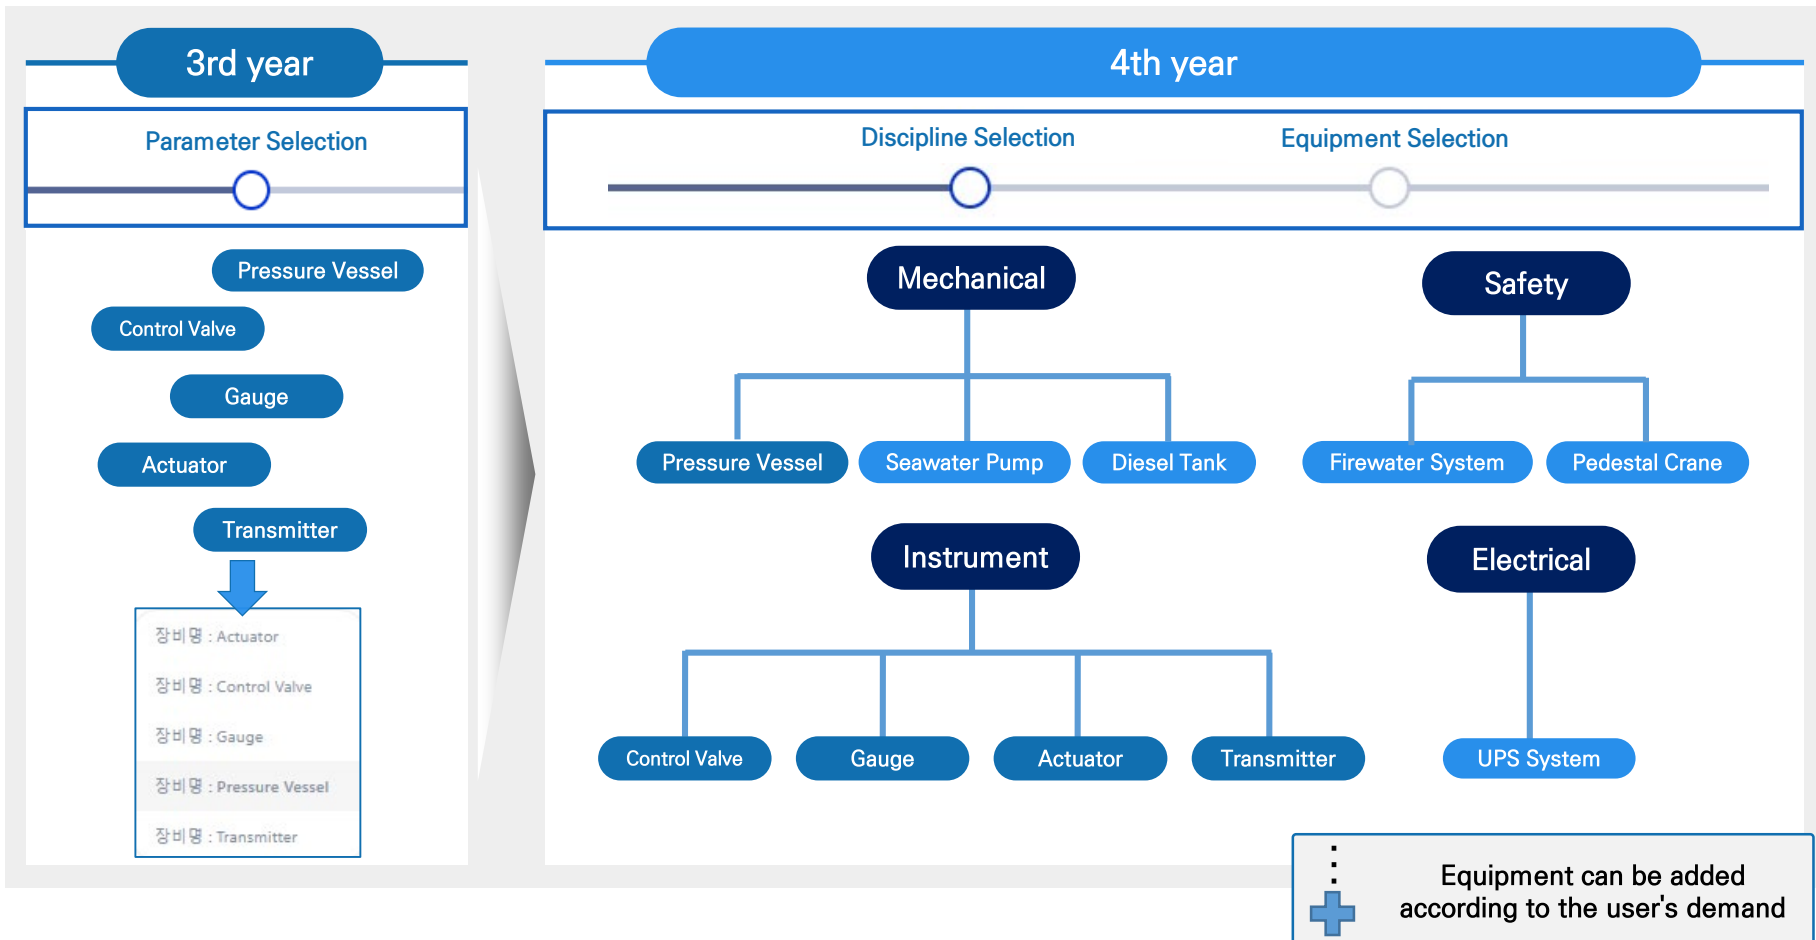 3rd year
Parameter Selection
Pressure Vessel
Control Valve
Gauge
Actuator
Transmitter
장비명 : Actuator
장비명 : Control Valve
장비명 : Gauge
장비명 : Pressure Vessel
장비명 : Transmitter
4th year
Discipline Selection
Equipment Selection
Mechanical
Pressure Vessel
Seawater Pump
Diesel Tank
Safety
Firewater System
Pedestal Crane
Instrument
Control Valve
Gauge
Actuator
Transmitter
Electrical
UPS System
Equipment can be added
according to the user's demand